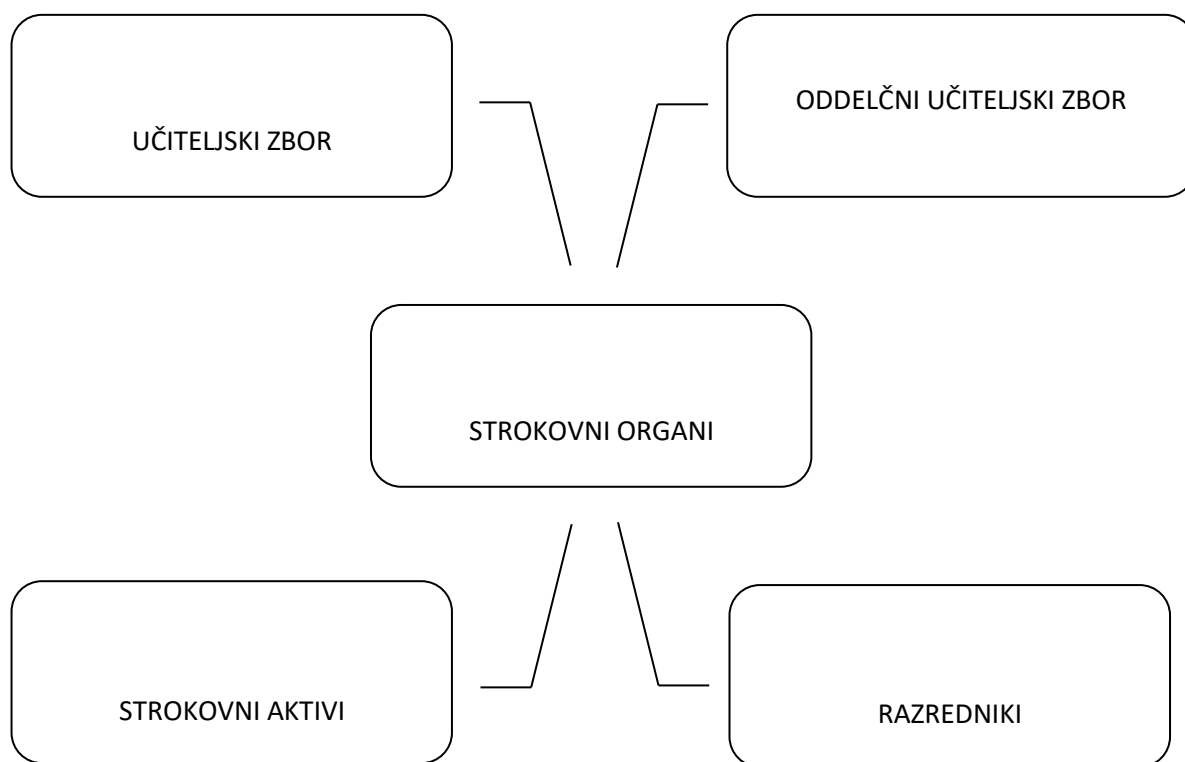 UČITELJSKI ZBOR
ODDELČNI UČITELJSKI ZBOR
STROKOVNI ORGANI
STROKOVNI AKTIVI
RAZREDNIKI